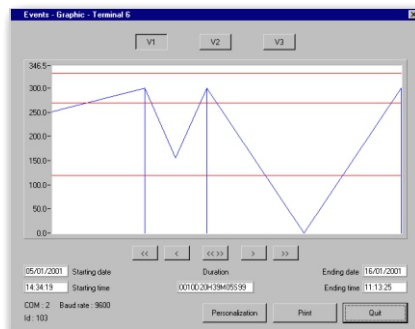 Events - Graphic - Terminal 6
V1 V2 V3
346.5
300.0
250.0
200.0
150.0
100.0
50.0
0.0
<< < << >> > >>
05/01/2001 Starting date Duration Ending date 16/01/2001
14:34:19 Starting time 0010D20H39M05S99 Ending time 11:13:25
COM : 2 Baud rate : 9600
Id : 103
Personalization Print Quit